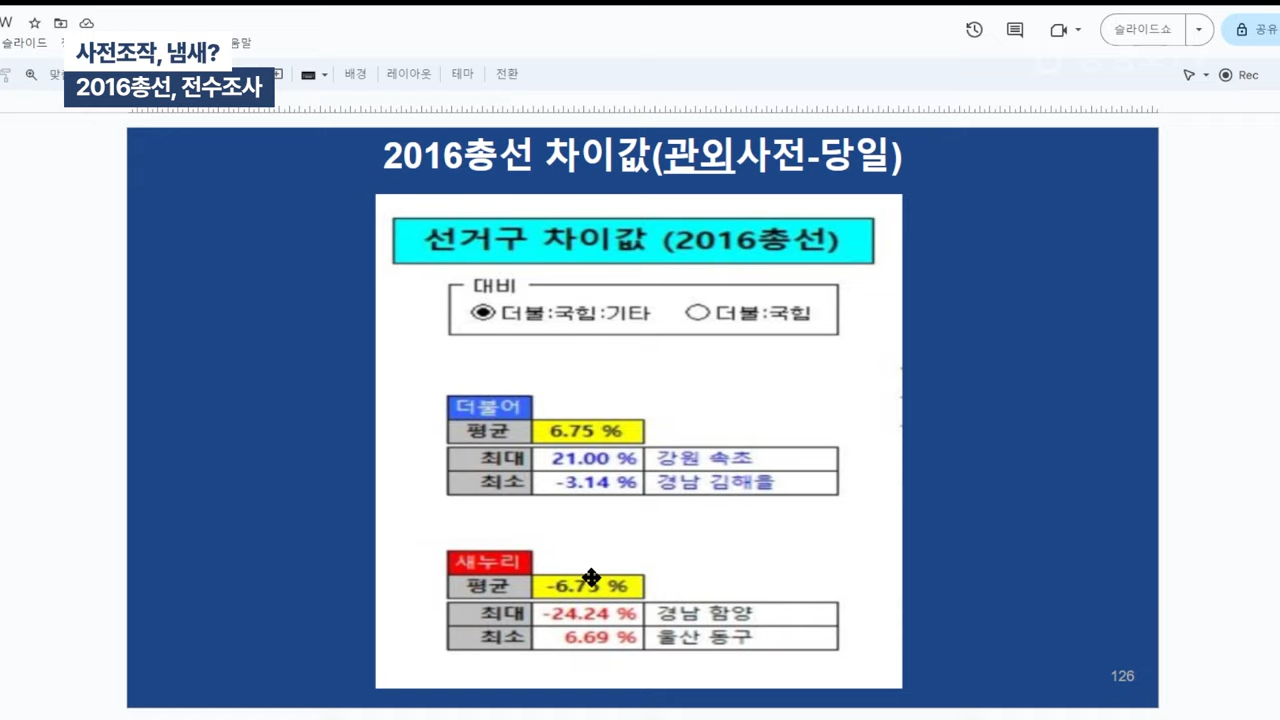 W
슬라이드
움말
사전조작, 냄새?
2016총선, 전수조사
슬라이드쇼
공유
맞
배경
레이아웃
테마
전환
Rec
2016총선 차이값(관외사전-당일)
선거구 차이값 (2016총선)
대비
더불:국힘:기타
더불:국힘
더불어
평균 6.75 %
최대 21.00 % 강원 속초
최소 -3.14 % 경남 김해을
새누리
평균 -6.75 %
최대 -24.24 % 경남 함양
최소 6.69 % 울산 동구
126